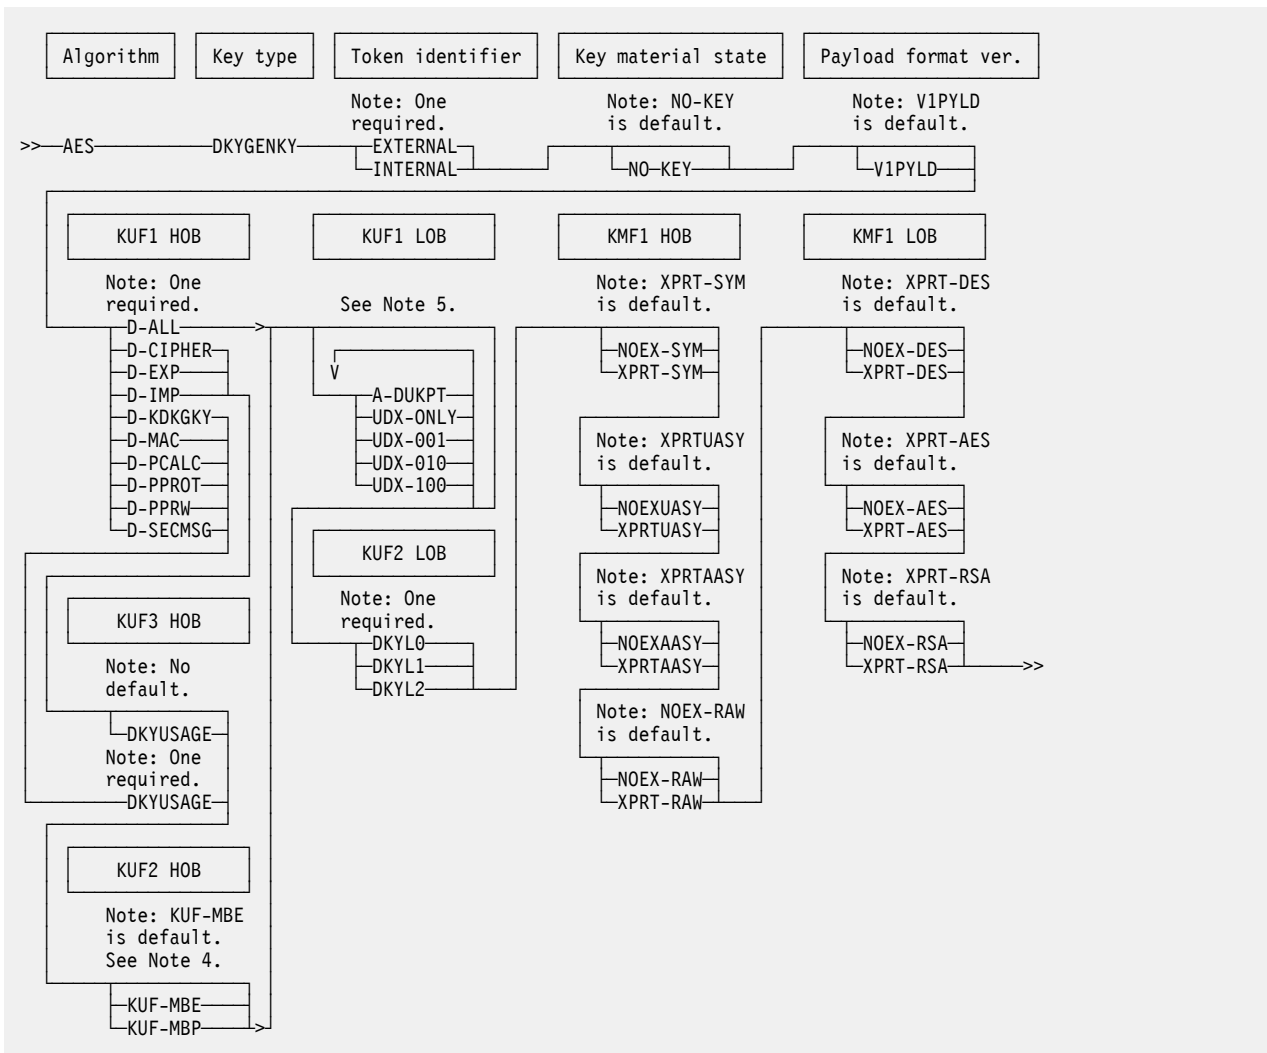 Algorithm Key type Token identifier Key material state Payload format ver.
Note: One Note: NO-KEY Note: V1PYLD
required. is default. is default.
>>—AES DKYGENKY EXTERNAL
INTERNAL NO-KEY V1PYLD
KUF1 HOB KUF1 LOB KMF1 HOB KMF1 LOB
Note: One Note: XPRT-SYM Note: XPRT-DES
required. See Note 5. is default. is default.
D-ALL >
D-CIPHER NOEX-SYM NOEX-DES
D-EXP V XPRT-SYM XPRT-DES
D-IMP A-DUKPT
D-KDKGKY UDX-ONLY
D-MAC UDX-001 Note: XPRTUASY Note: XPRT-AES
D-PCALC UDX-010 is default. is default.
D-PPROT UDX-100
D-PPRW NOEXUASY NOEX-AES
D-SECMSG XPRTUASY XPRT-AES
KUF2 LOB
Note: XPRTAASY Note: XPRT-RSA
Note: One is default. is default.
KUF3 HOB required.
DKYL0 NOEXAASY NOEX-RSA
Note: No DKYL1 XPRTAASY XPRT-RSA >>
default. DKYL2
Note: NOEX-RAW
DKYUSAGE is default.
Note: One
required. NOEX-RAW
DKYUSAGE XPRT-RAW
KUF2 HOB
Note: KUF-MBE
is default.
See Note 4.
KUF-MBE
KUF-MBP >